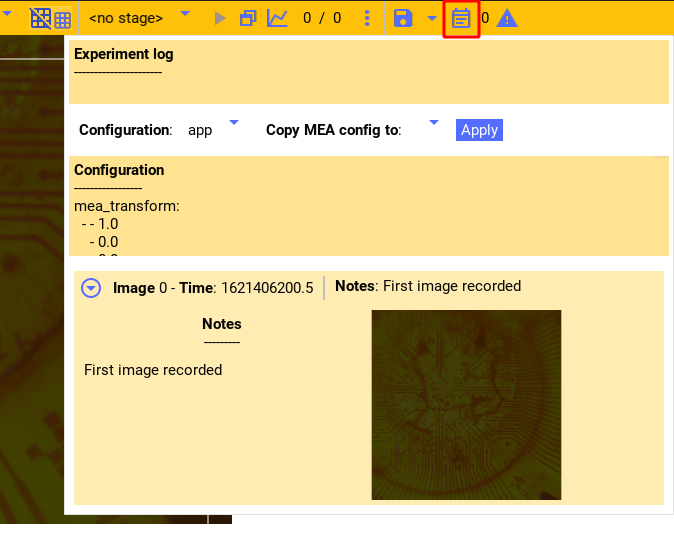 <no stage> 0 / 0 0
Experiment log
----------------------
Configuration: app Copy MEA config to: Apply
Configuration
-----------------
mea_transform:
- - 1.0
- 0.0
Image 0 - Time: 1621406200.5 Notes: First image recorded
Notes
---------
First image recorded